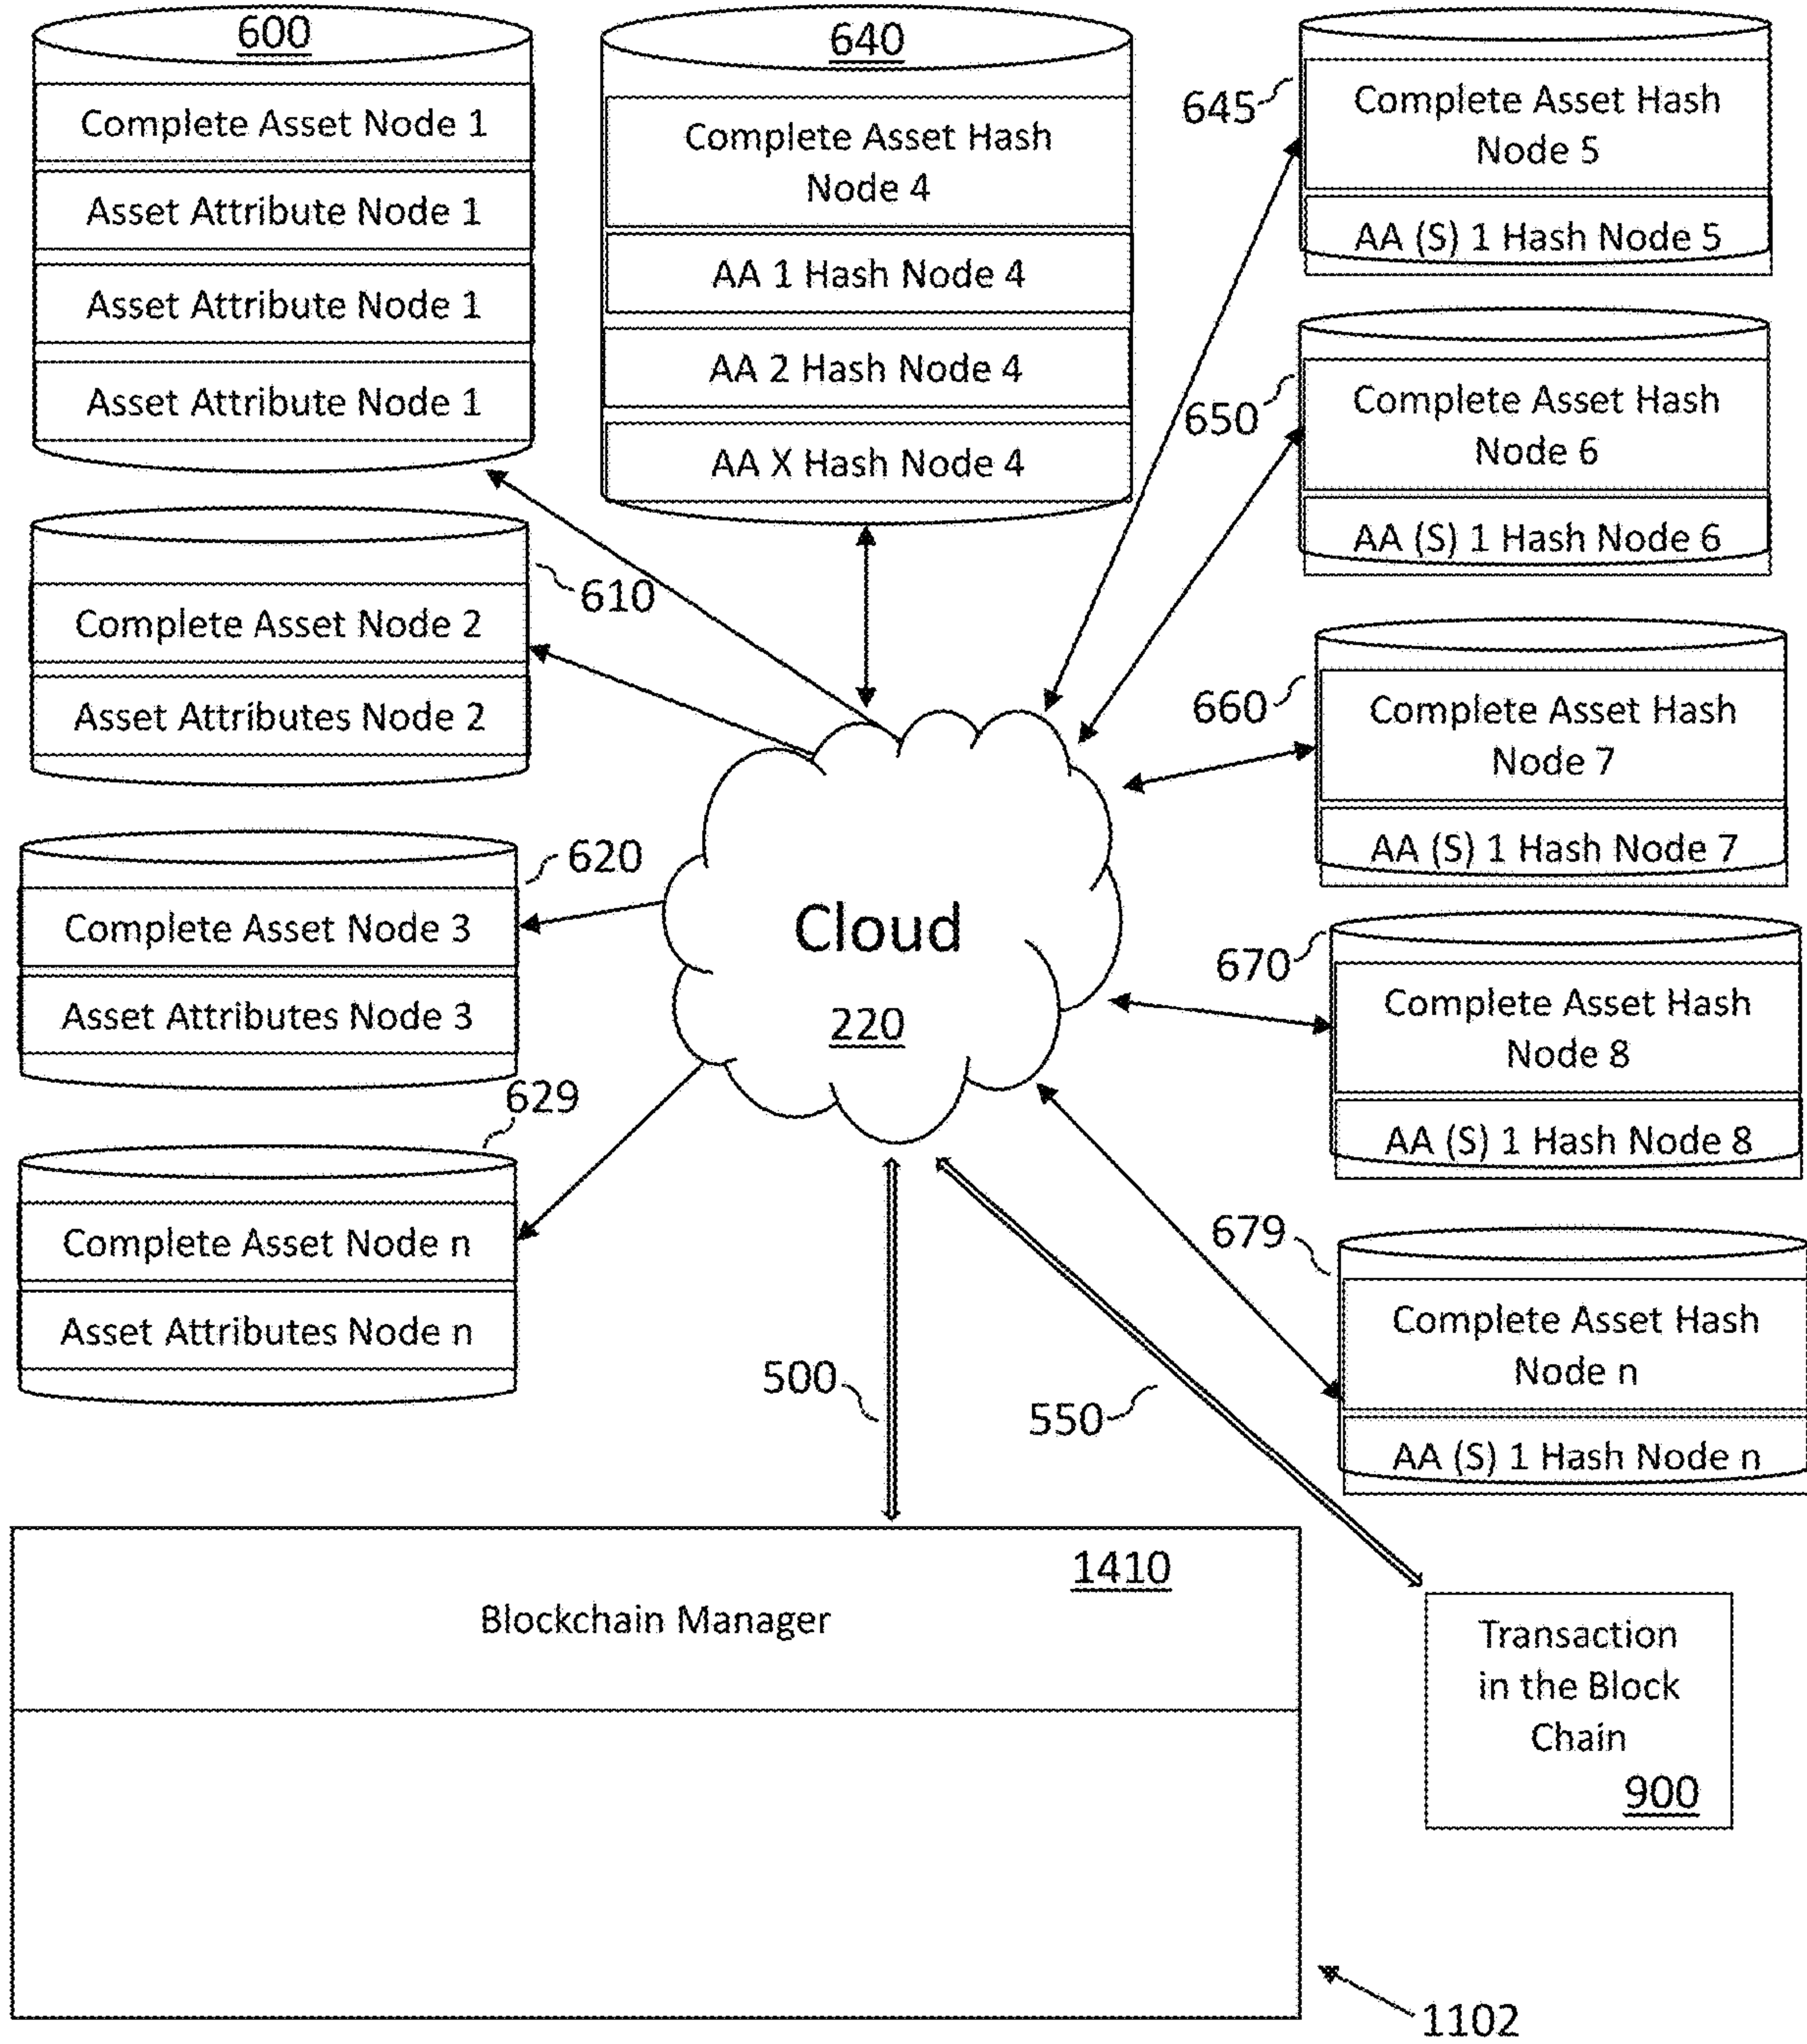 600
Complete Asset Node 1
Asset Attribute Node 1
Asset Attribute Node 1
Asset Attribute Node 1
640
Complete Asset Hash
Node 4
AA 1 Hash Node 4
AA 2 Hash Node 4
AA X Hash Node 4
645
Complete Asset Hash
Node 5
AA (S) 1 Hash Node 5
650
Complete Asset Hash
Node 6
AA (S) 1 Hash Node 6
610
Complete Asset Node 2
Asset Attributes Node 2
660
Complete Asset Hash
Node 7
AA (S) 1 Hash Node 7
620
Complete Asset Node 3
Asset Attributes Node 3
Cloud
220
670
Complete Asset Hash
Node 8
AA (S) 1 Hash Node 8
629
Complete Asset Node n
Asset Attributes Node n
679
Complete Asset Hash
Node n
AA (S) 1 Hash Node n
500
550
1410
Blockchain Manager
Transaction
in the Block
Chain
900
1102